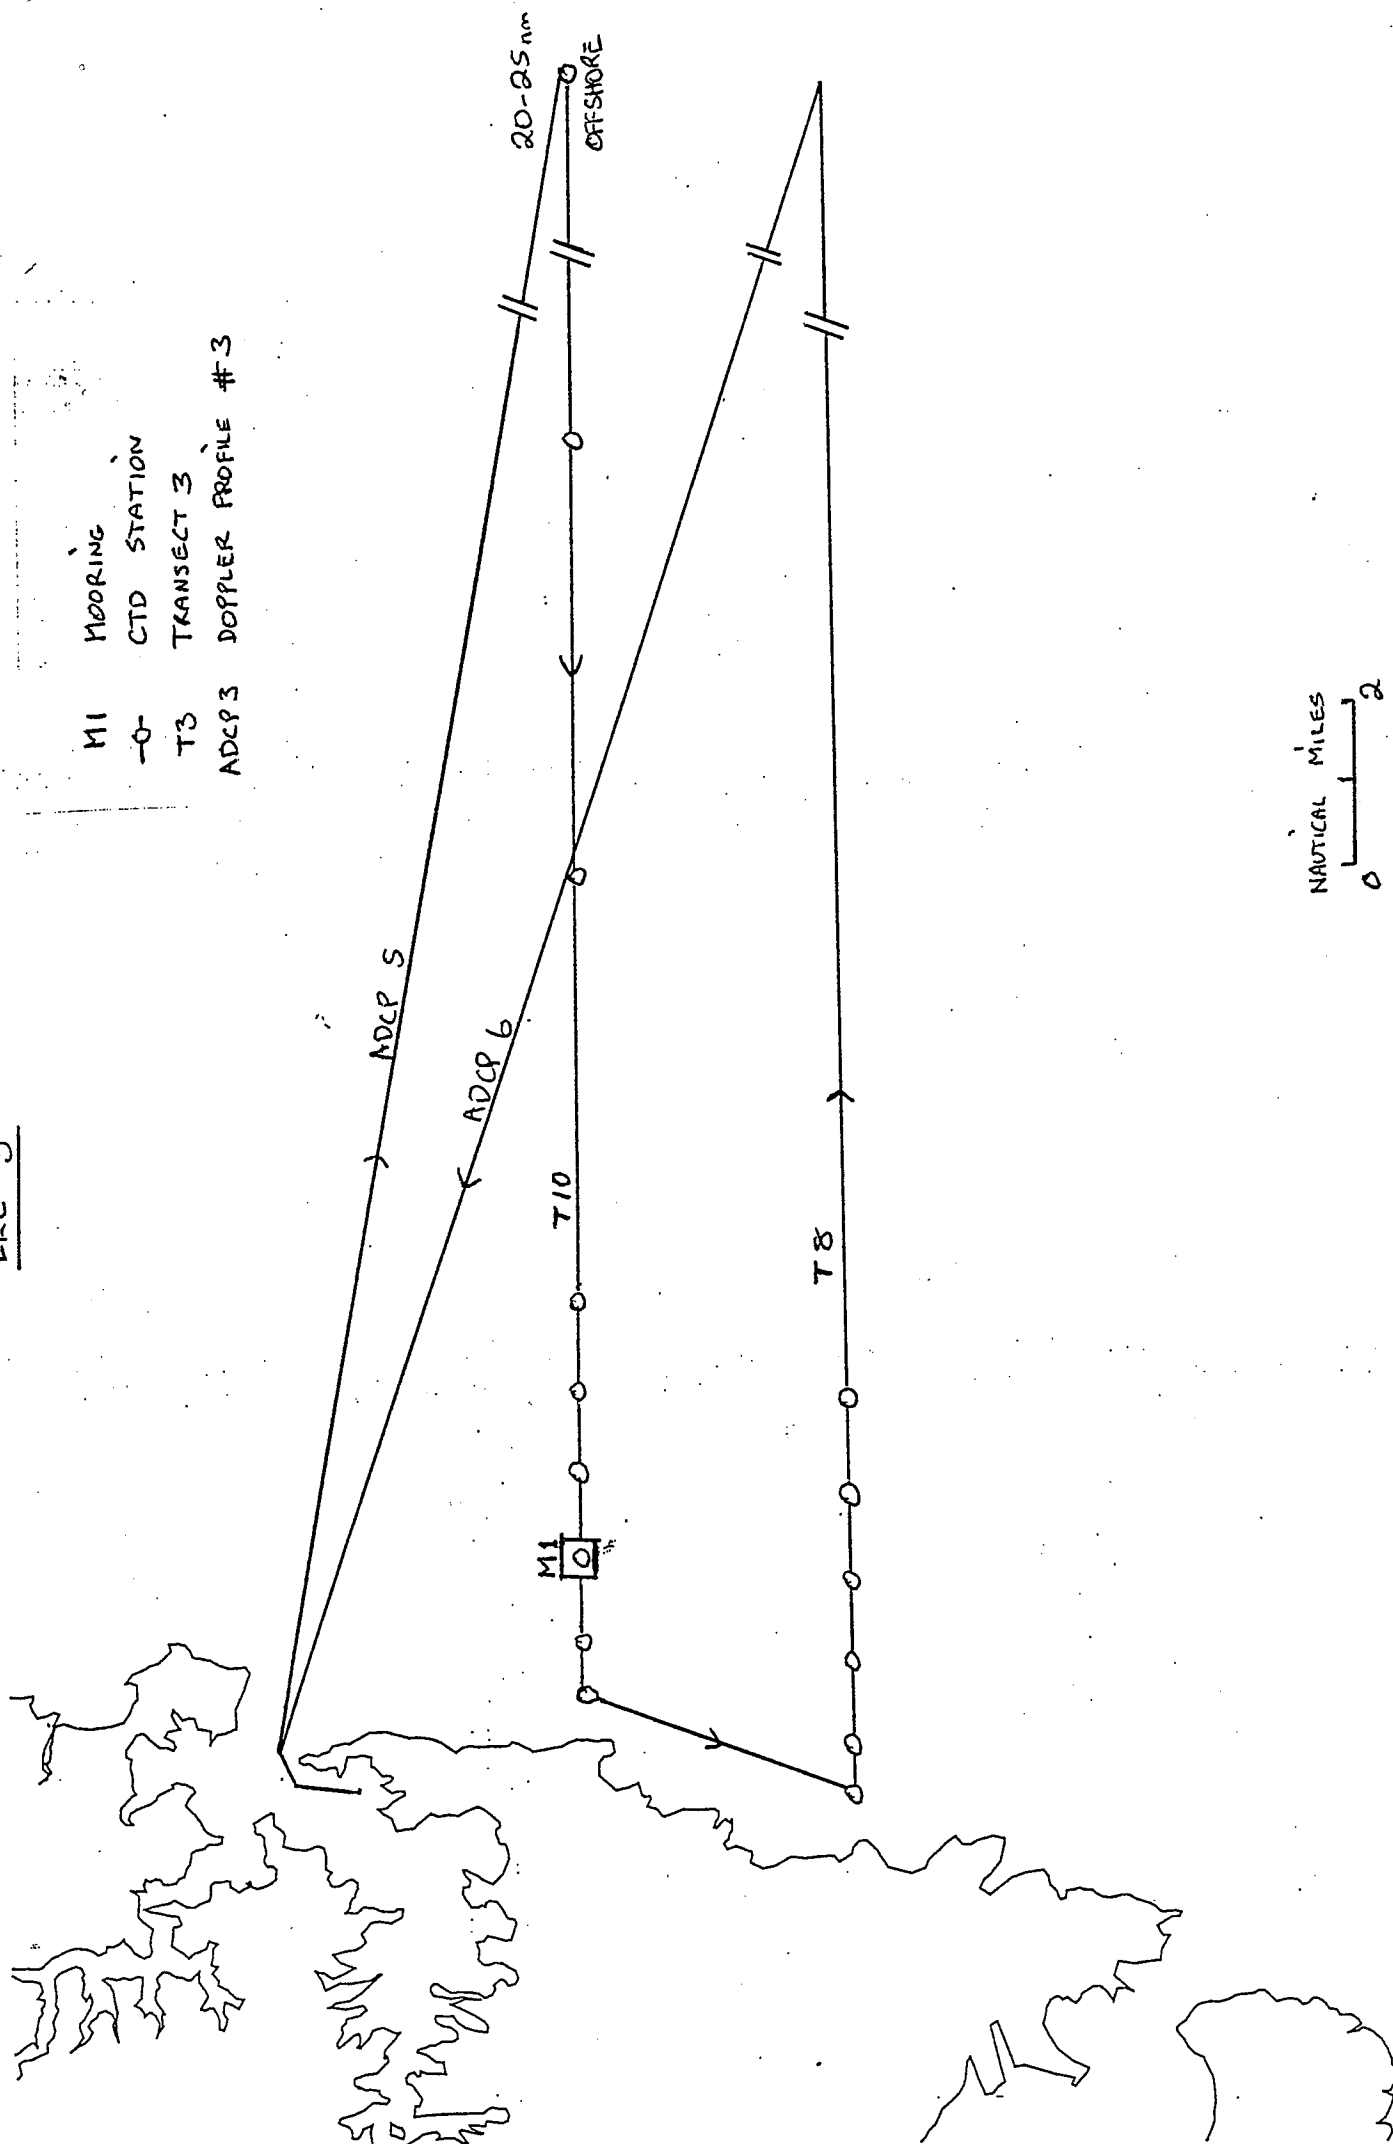 M1 MOORING
CTD STATION
T3 TRANSECT 3
ADCP3 DOPPLER PROFILE #3
20-25nm
OFFSHORE
ADCP 5
ADCP 6
T10
M1
T8
NAUTICAL MILES
0 2